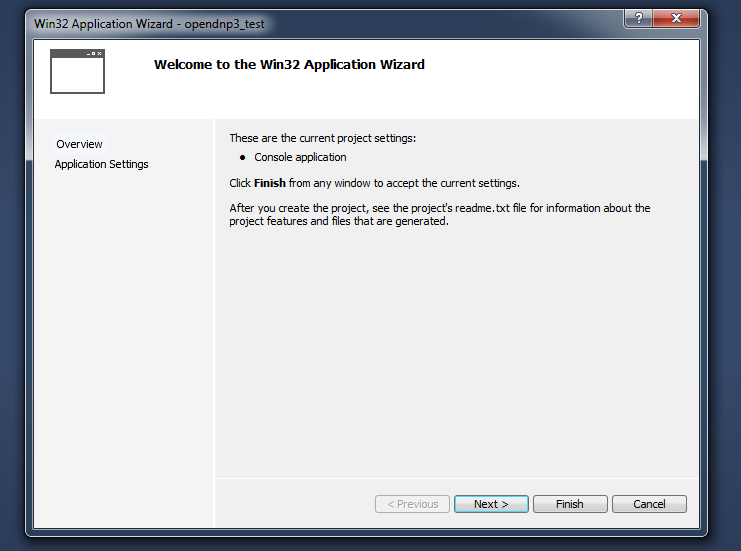 Win32 Application Wizard - opendnp3_test
?
Welcome to the Win32 Application Wizard
Overview
Application Settings
These are the current project settings:
• Console application
Click Finish from any window to accept the current settings.
After you create the project, see the project's readme.txt file for information about the
project features and files that are generated.
< Previous
Next >
Finish
Cancel